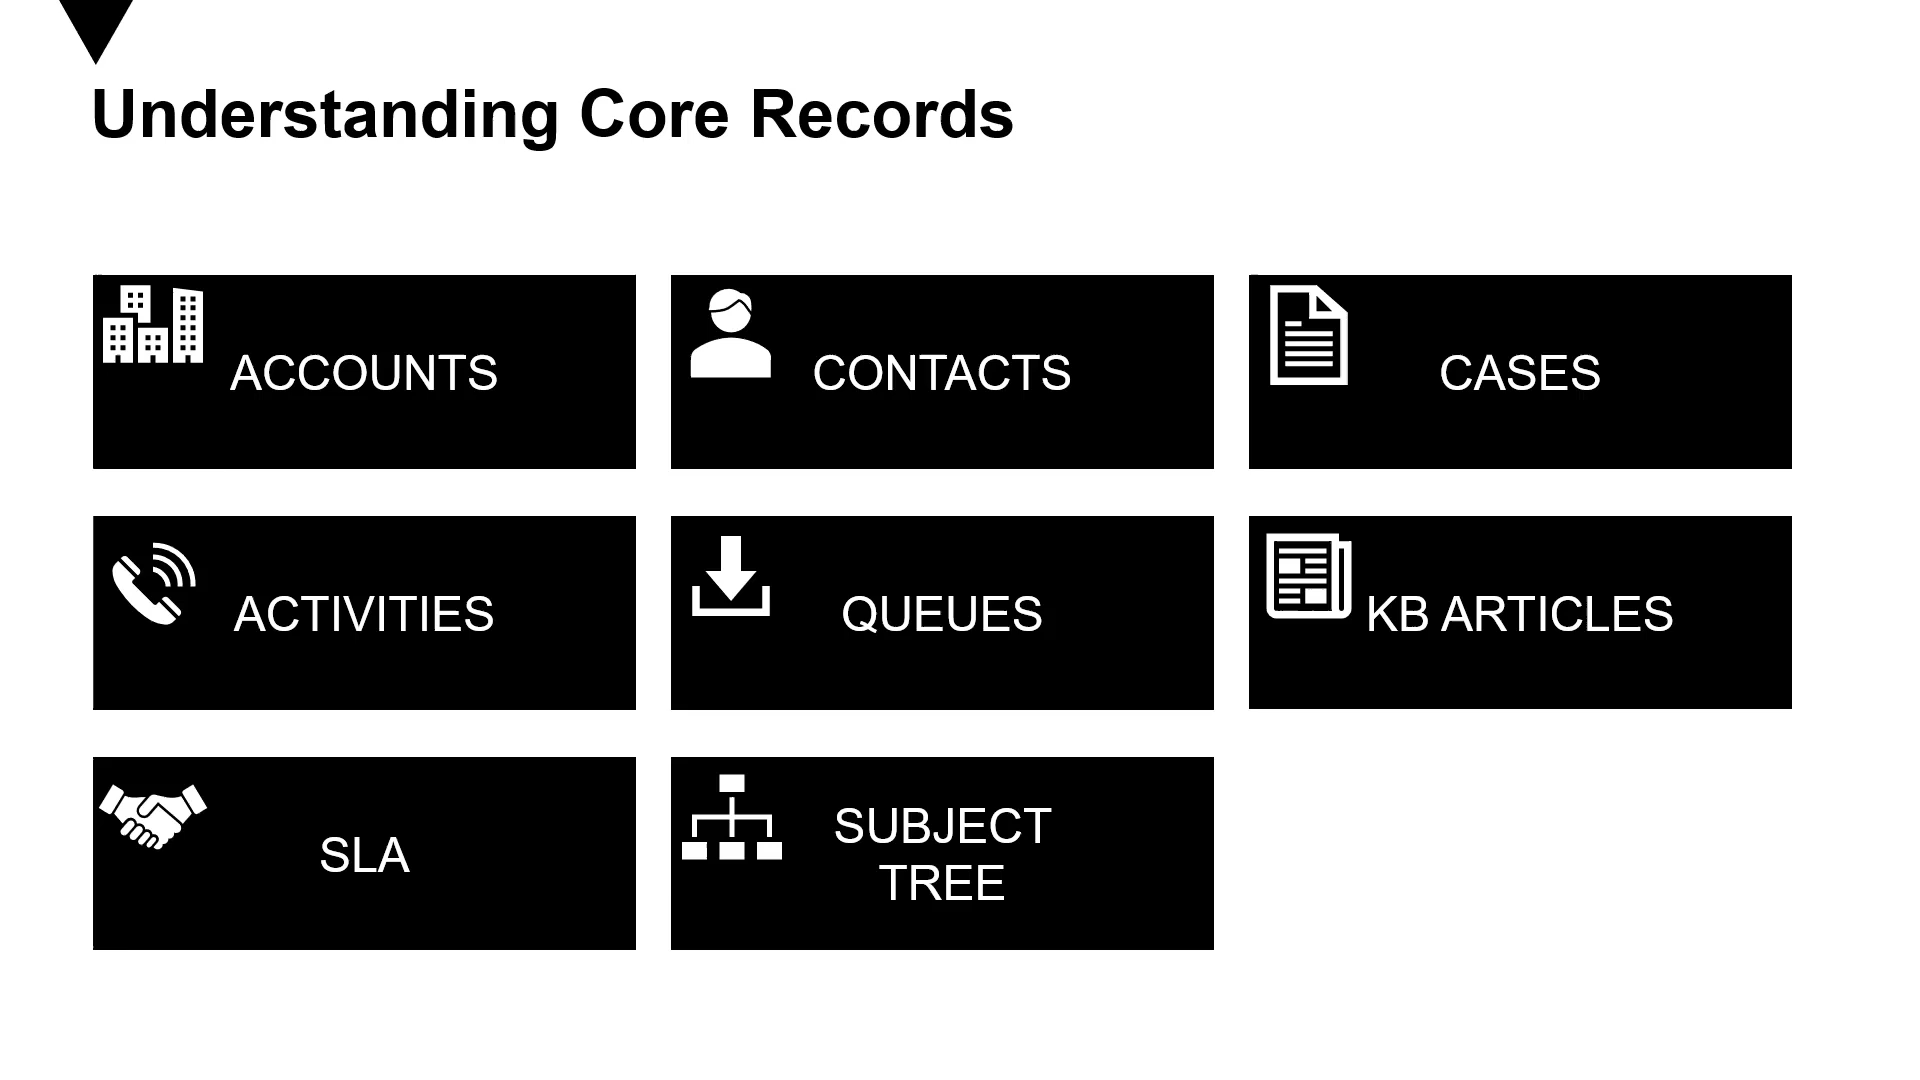 Understanding Core Records
ACCOUNTS
CONTACTS
CASES
ACTIVITIES
QUEUES
KB ARTICLES
SLA
SUBJECT
TREE